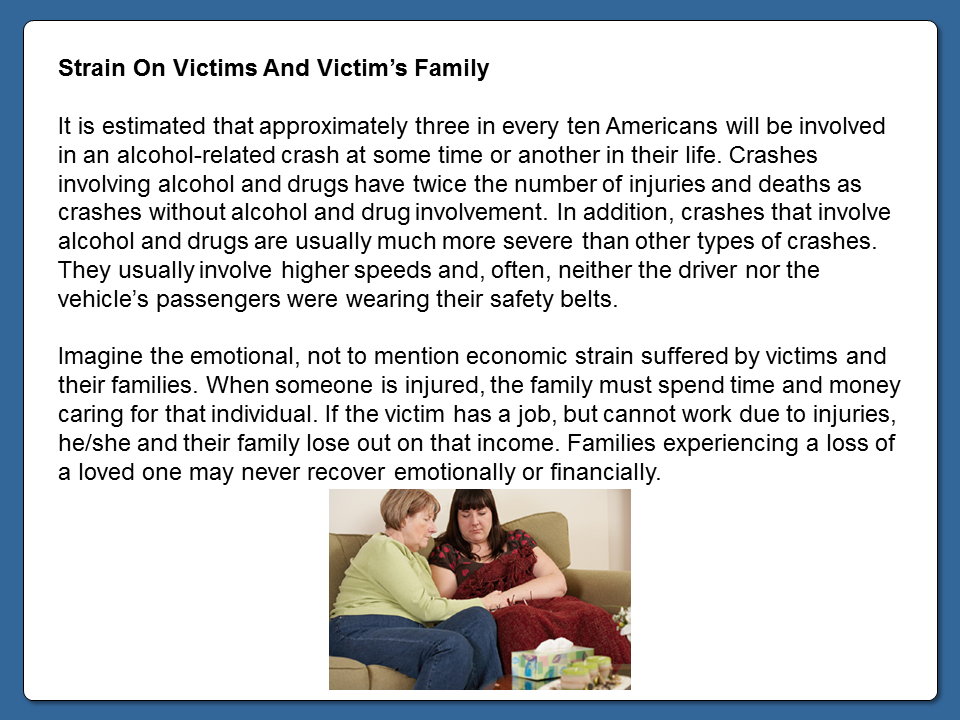 Strain On Victims And Victim’s Family
It is estimated that approximately three in every ten Americans will be involved
in an alcohol-related crash at some time or another in their life. Crashes
involving alcohol and drugs have twice the number of injuries and deaths as
crashes without alcohol and drug involvement. In addition, crashes that involve
alcohol and drugs are usually much more severe than other types of crashes.
They usually involve higher speeds and, often, neither the driver nor the
vehicle’s passengers were wearing their safety belts.
Imagine the emotional, not to mention economic strain suffered by victims and
their families. When someone is injured, the family must spend time and money
caring for that individual. If the victim has a job, but cannot work due to injuries,
he/she and their family lose out on that income. Families experiencing a loss of
a loved one may never recover emotionally or financially.